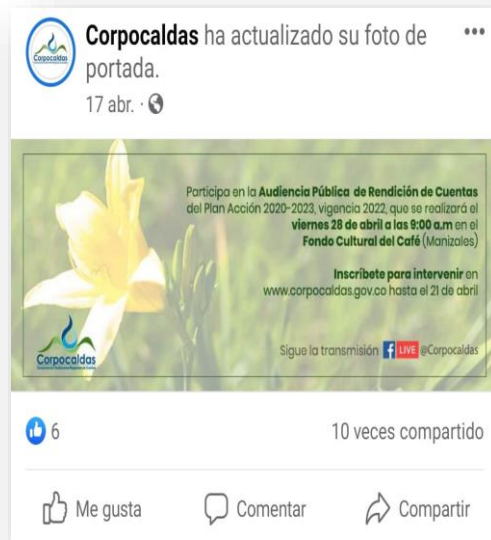 Corpocaldas ha actualizado su foto de
portada.
17 abr.
Corpocaldas
Participa en la Audiencia Pública de Rendición de Cuentas
del Plan Acción 2020-2023, vigencia 2022, que se realizará el
viernes 28 de abril a las 9:00 a.m en el
Fondo Cultural del Café (Manizales)
Inscríbete para intervenir en
www.corpocaldas.gov.co hasta el 21 de abril
Corpocaldas
Sigue la transmisión f LIVE @Corpocaldas
6
10 veces compartido
Me gusta
Comentar
Compartir